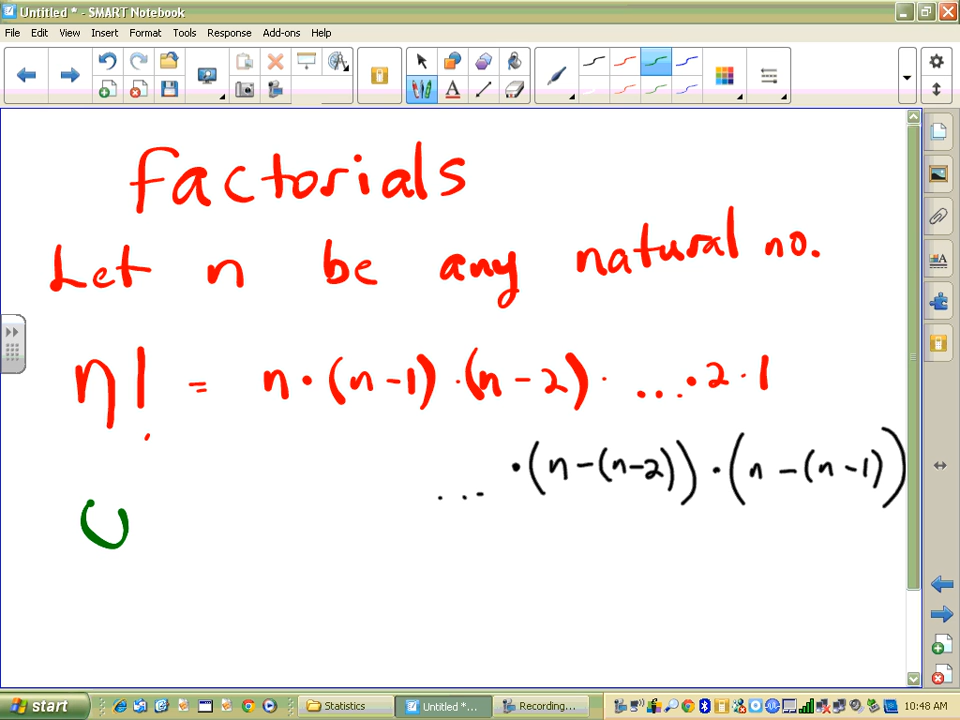 Untitled * - SMART Notebook
File Edit View Insert Format Tools Response Add-ons Help
Factorials
Let n be any natural no.
n! = n · (n-1) · (n-2) · ... · 2 · 1
... · (n-(n-2)) · (n-(n-1))
start Statistics Untitled *... Recording... 10:48 AM